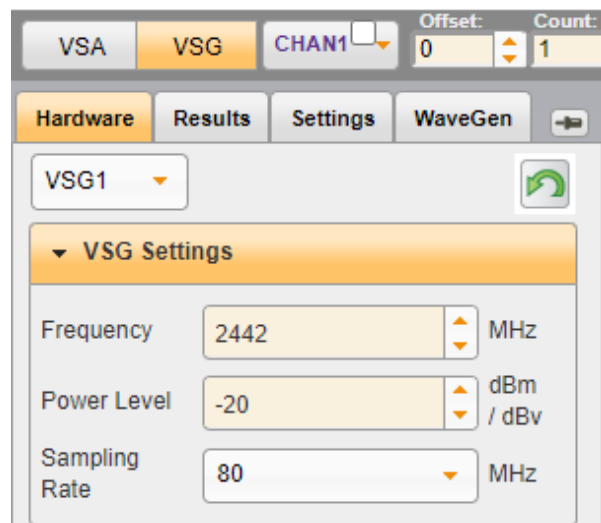 Offset: Count:
VSA VSG CHAN1 0 1
Hardware Results Settings WaveGen
VSG1
VSG Settings
Frequency 2442 MHz
Power Level -20 dBm
/ dBv
Sampling
Rate 80 MHz